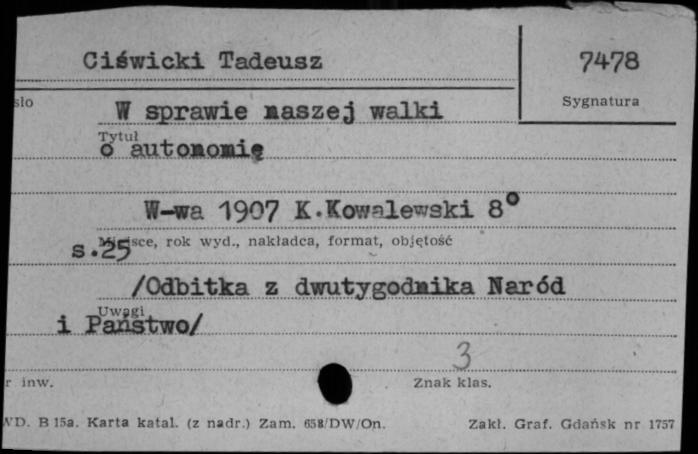 Ciświcki Tadeusz
7478
Sygnatura
sło
W sprawie naszej walki
Tytuł
o autonomię
W-wa 1907 K.Kowalewski 8°
Miejsce, rok wyd., nakładca, format, objętość
s.25
/Odbitka z dwutygodnika Naród
Uwagi
i Państwo/
3
r inw.
Znak klas.
WD. B 15a. Karta katal. (z nadr.) Zam. 658/DW/On.
Zakł. Graf. Gdańsk nr 1757